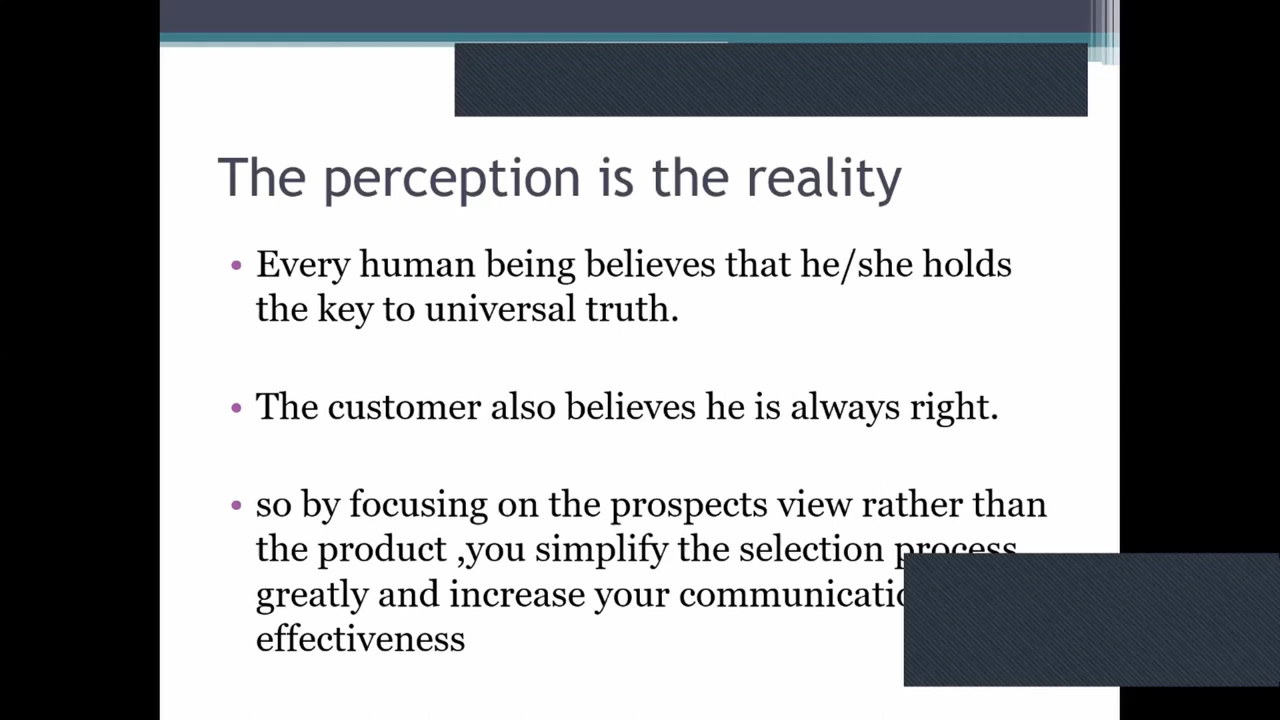 The perception is the reality
• Every human being believes that he/she holds
the key to universal truth.
• The customer also believes he is always right.
• so by focusing on the prospects view rather than
the product ,you simplify the selection process
greatly and increase your
effectiveness